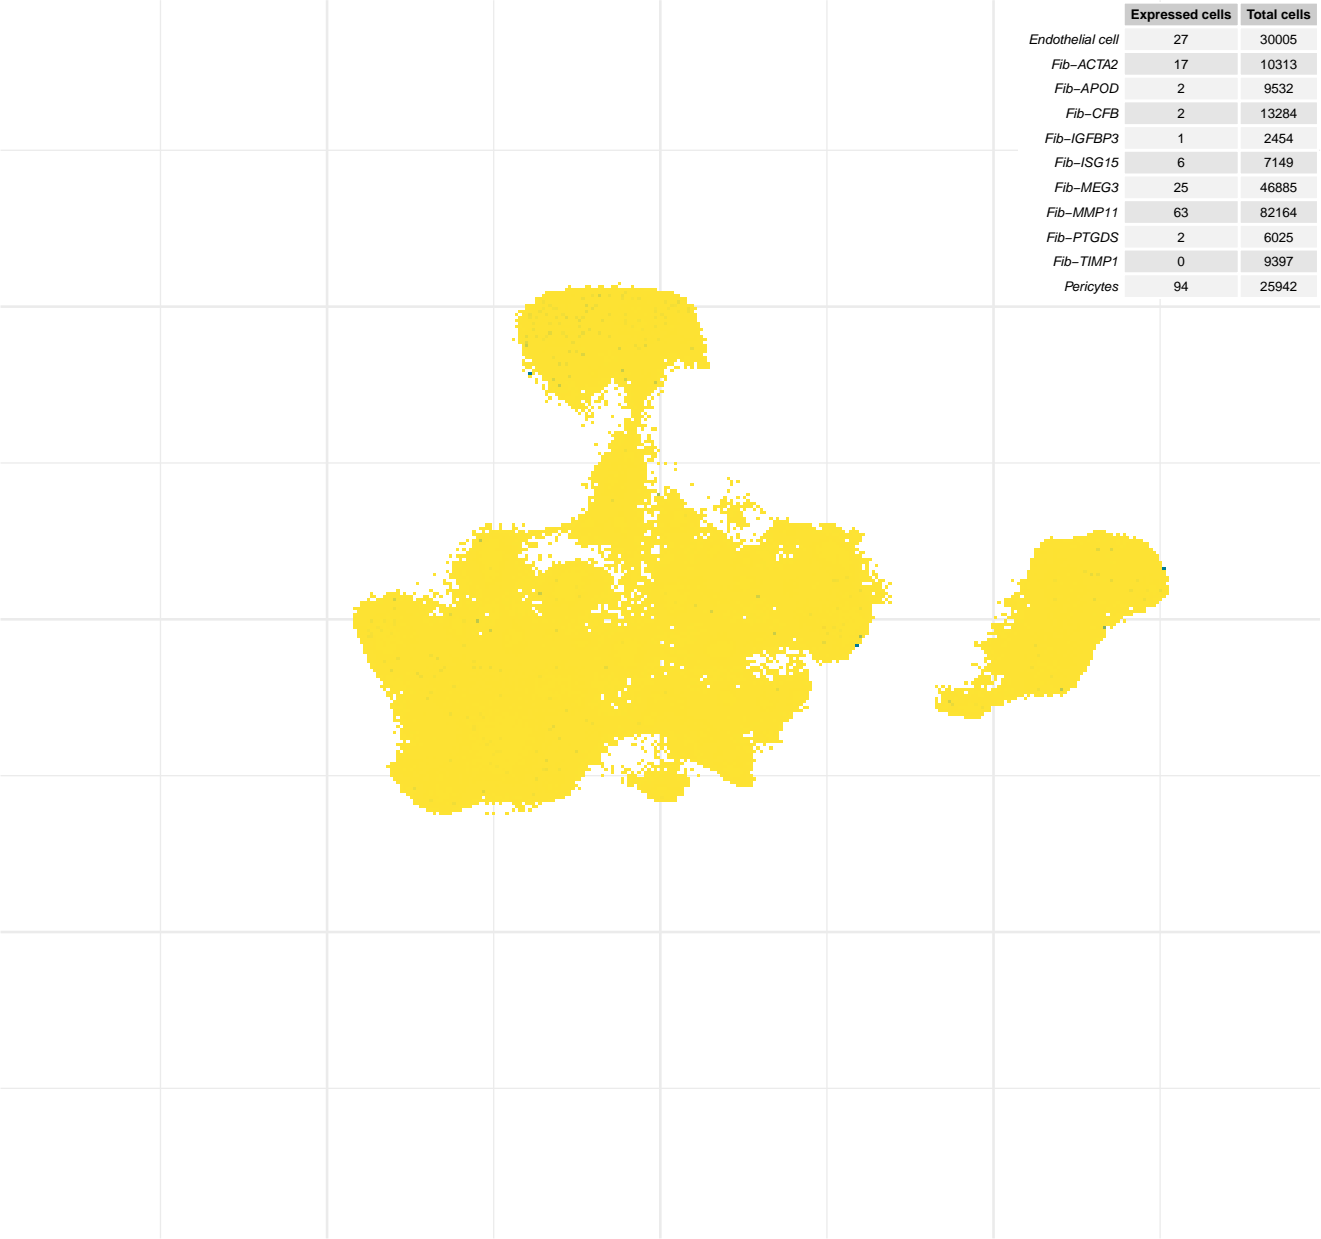 Expressed cells Total cells
Endothelial cell 27 30005
Fib−ACTA2 17 10313
Fib−APOD 2 9532
Fib−CFB 2 13284
Fib−IGFBP3 1 2454
Fib−ISG15 6 7149
Fib−MEG3 25 46885
Fib−MMP11 63 82164
Fib−PTGDS 2 6025
Fib−TIMP1 0 9397
Pericytes 94 25942